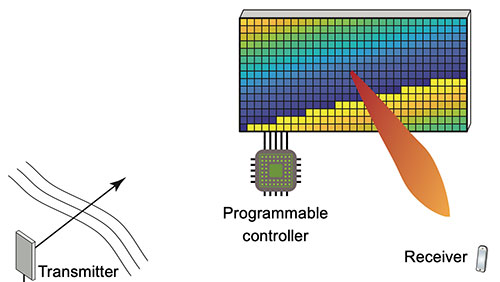 Programmable
controller
Receiver
Transmitter